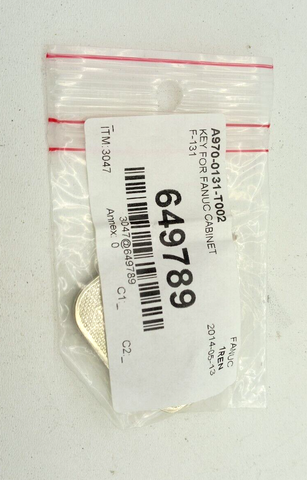 A970-0131-T002
KEY FOR FANUC CABINET
F-131
FANUC
1REN
2014-05-13
649789
3047@649789
ITM: 3047
Annex: 0
C1_
C2_